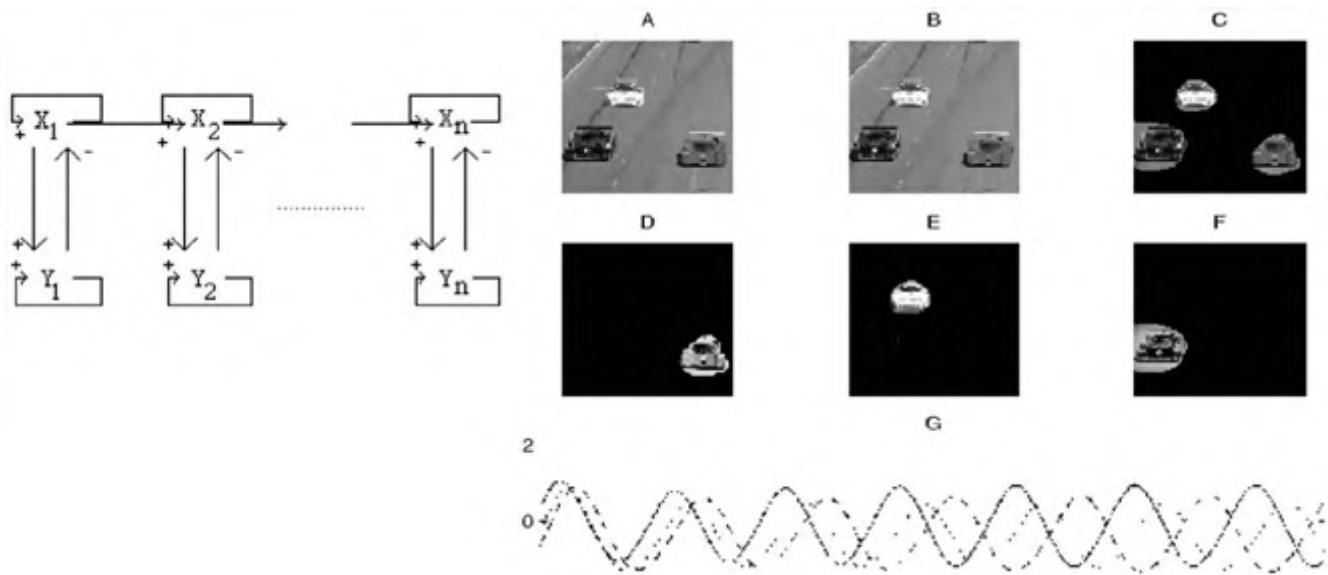 A B C
X1 X2 Xn
+ + +
- - -
+ + +
+ + +
Y1 Y2 Yn
D E F
G
2
0